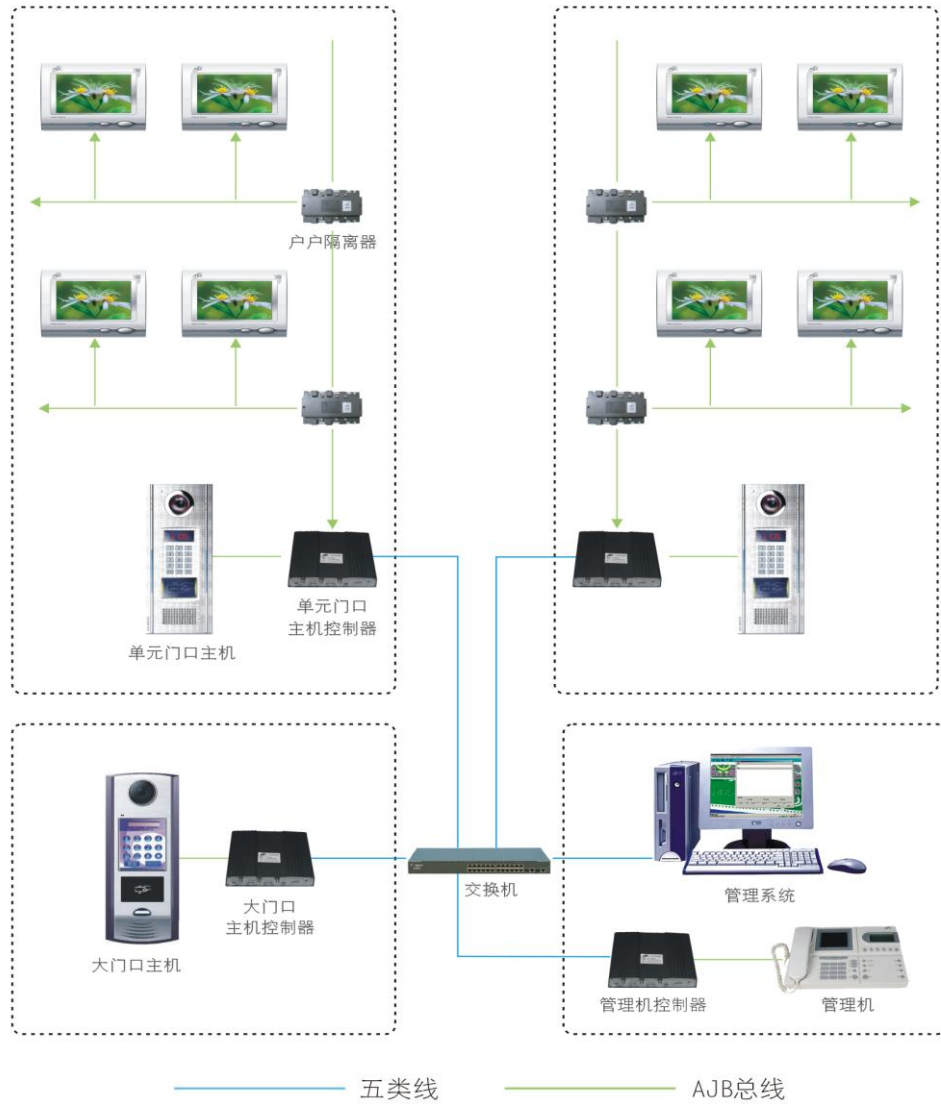 户户隔离器
单元门口
主机控制器
单元门口主机
大门口
主机控制器
大门口主机
交换机
管理系统
管理机控制器
管理机
五类线
AJB总线